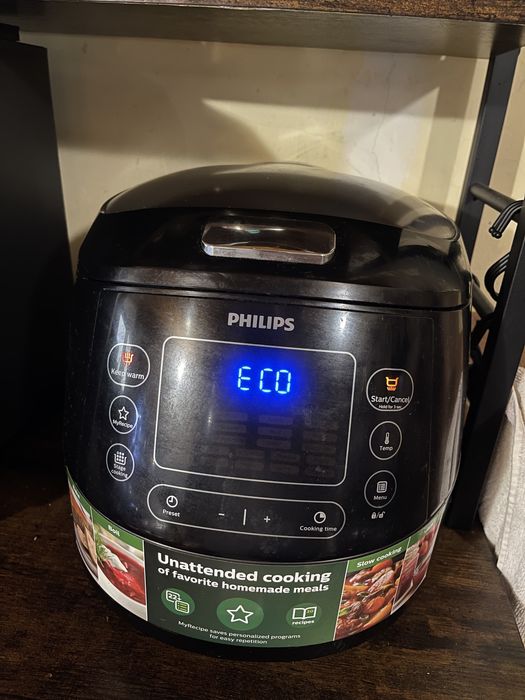 PHILIPS
ECO
Keep warm
Start/Cancel
Hold for 3 sec
MyRecipe
Temp
Stage
cooking
Menu
Preset
- | +
Cooking time
Boil
Slow cooking
Unattended cooking
of favorite homemade meals
22
recipes
MyRecipe saves personalized programs
for easy repetition